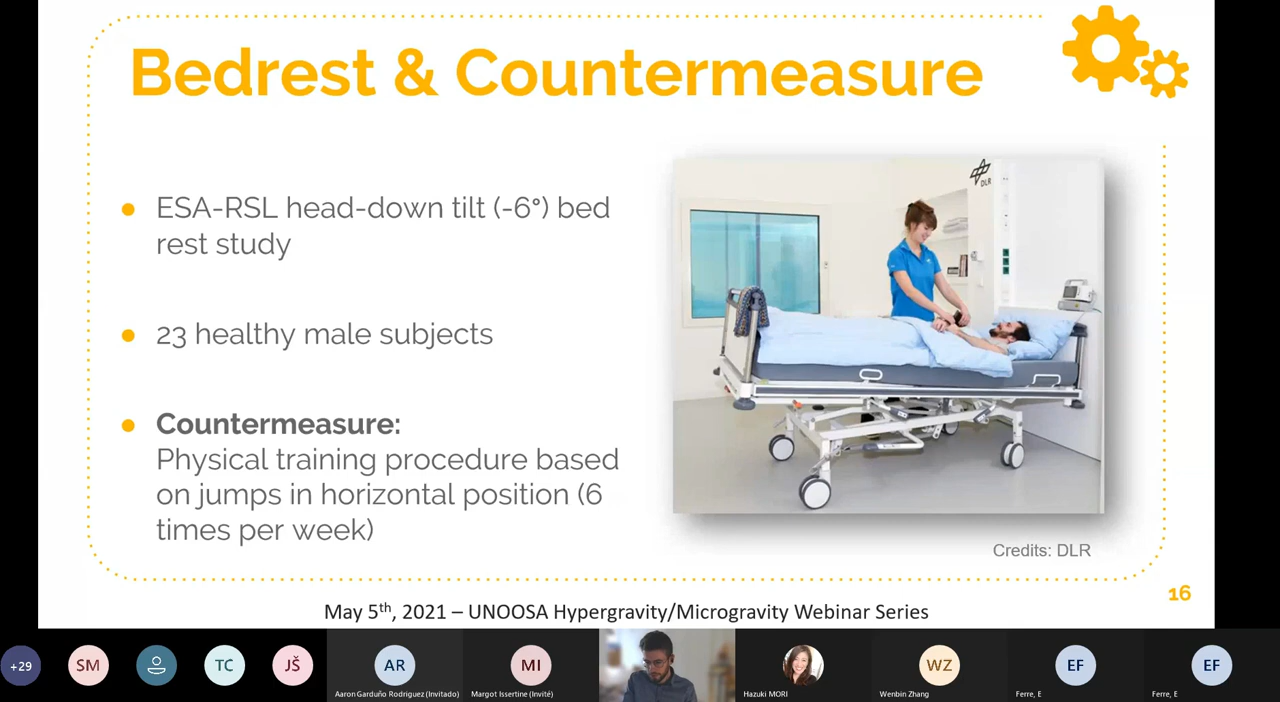 Bedrest & Countermeasure
ESA-RSL head-down tilt (-6°) bed
rest study
23 healthy male subjects
Countermeasure:
Physical training procedure based
on jumps in horizontal position (6
times per week)
DLR
Credits: DLR
16
May 5th, 2021 – UNOOSA Hypergravity/Microgravity Webinar Series
+29
SM
TC
JŠ
AR
MI
WZ
EF
EF
Aaron Garduño Rodriguez (Invitado)
Margot Issertine (Invité)
Hazuki MORI
Wenbin Zhang
Ferre, E
Ferre, E